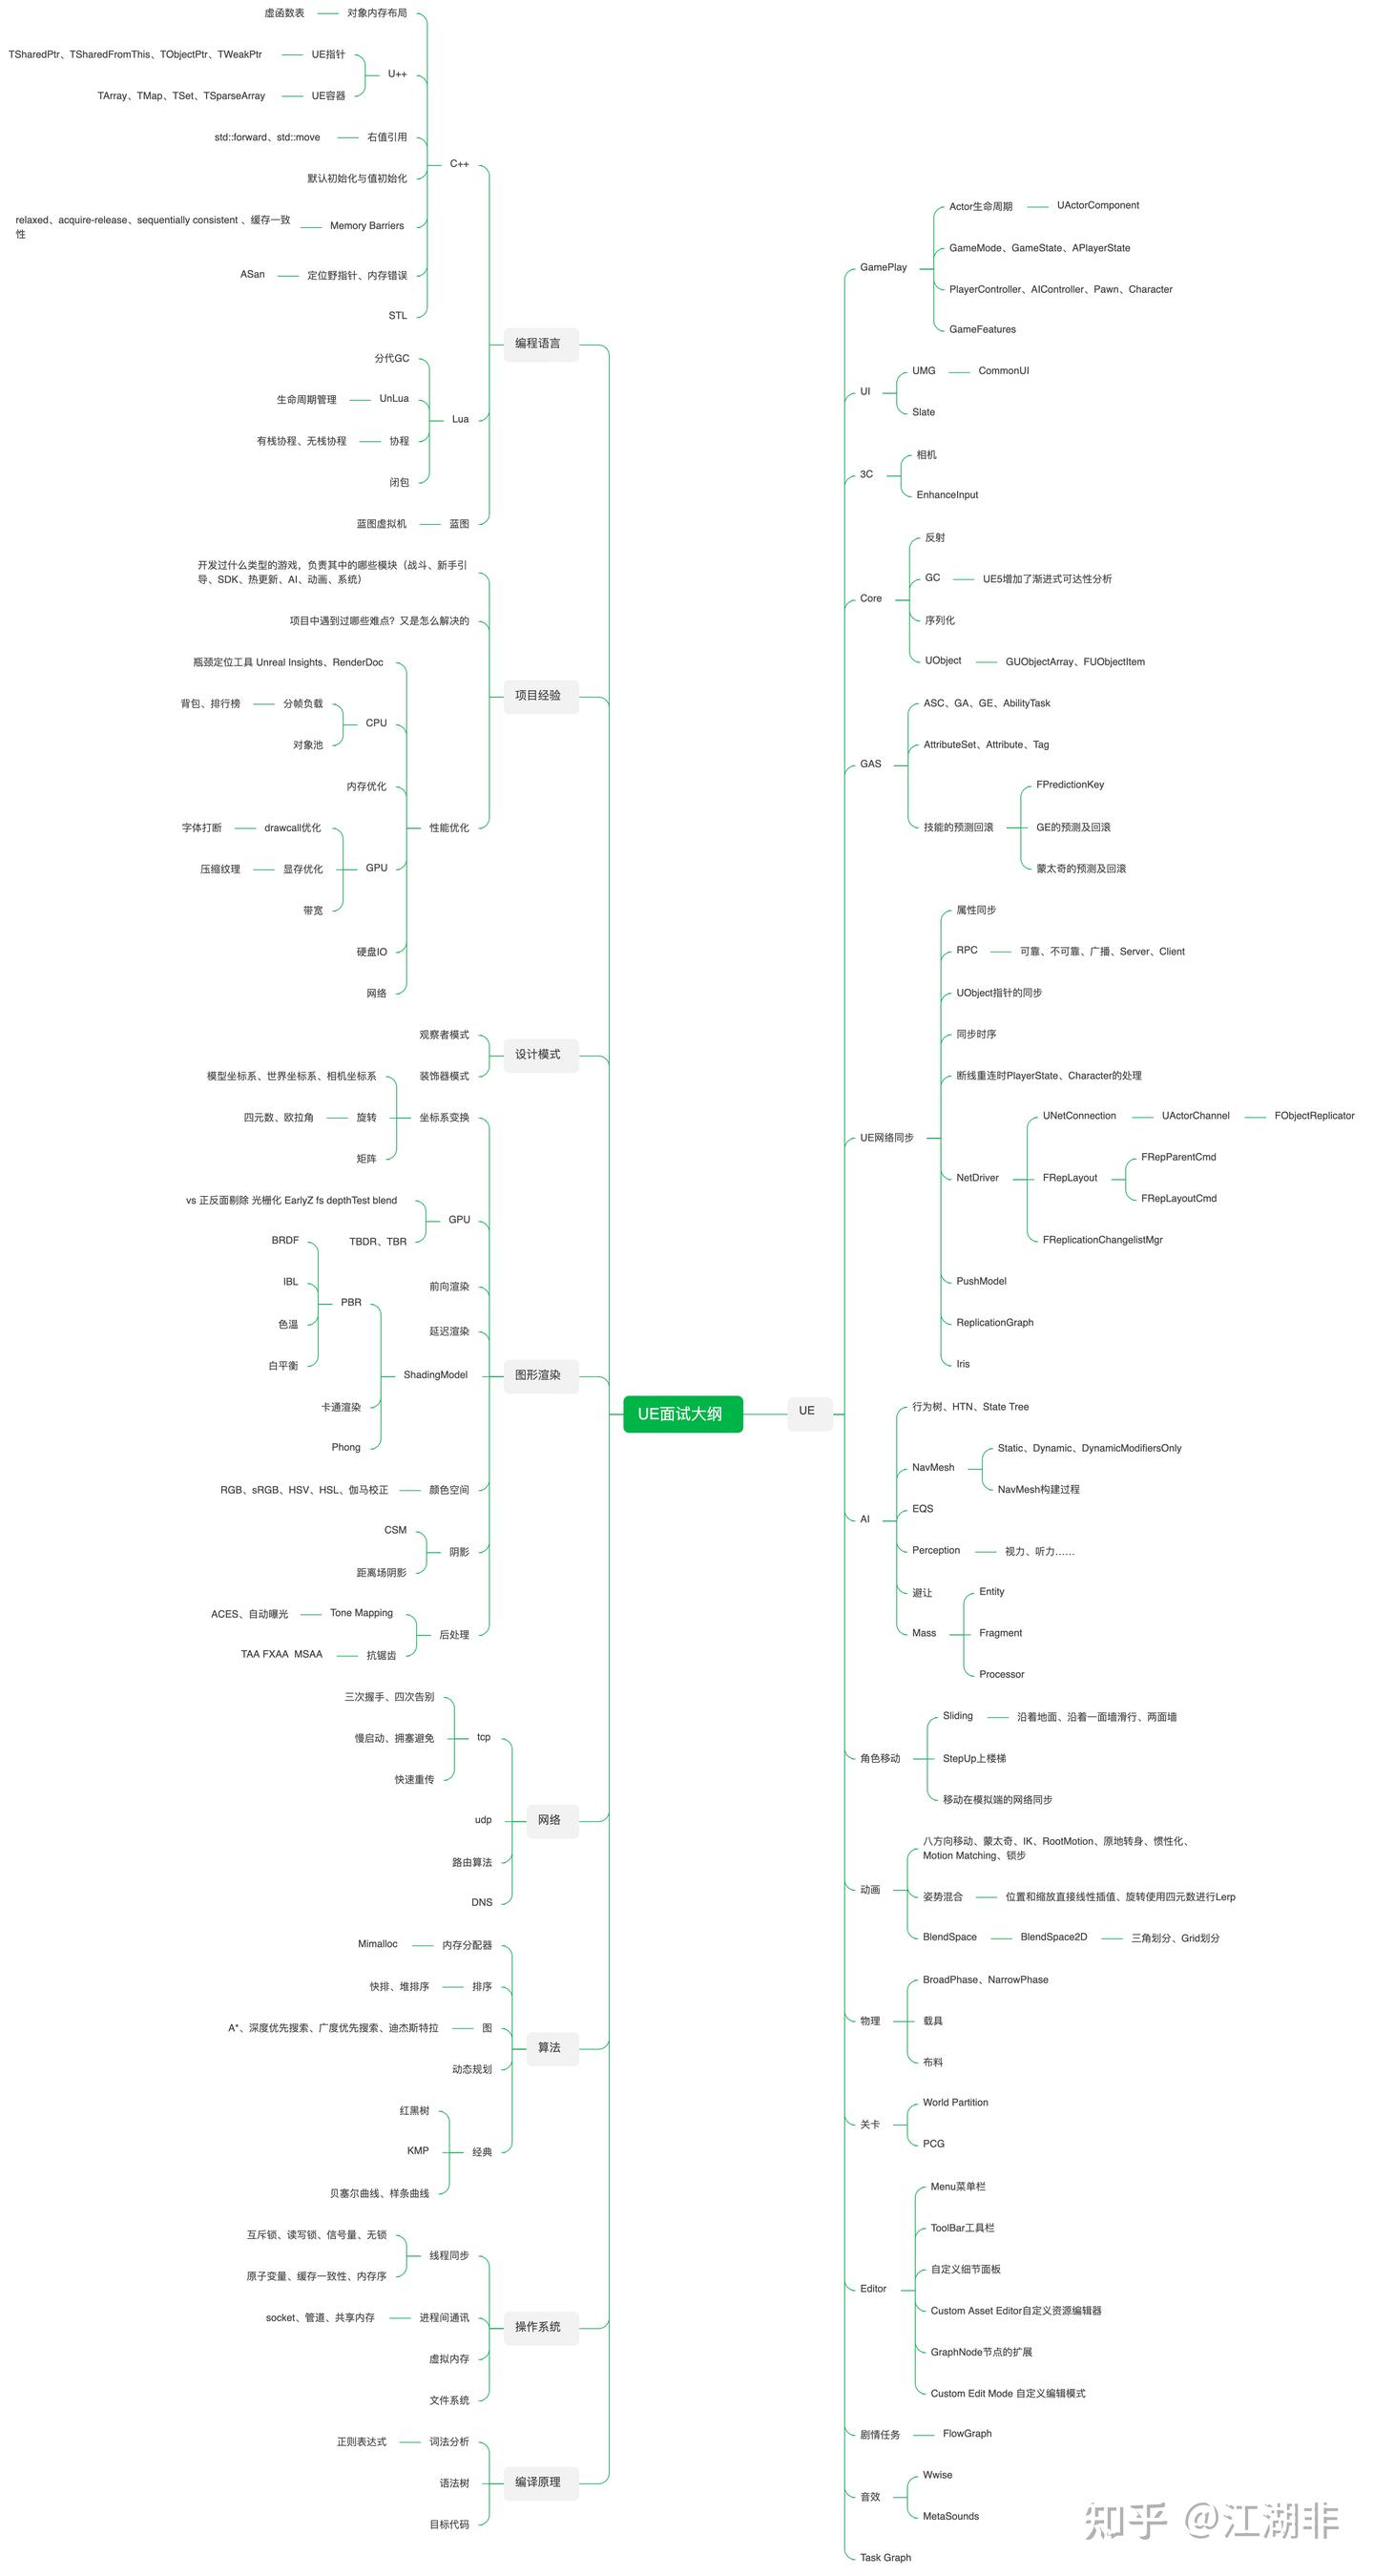 UE面试大纲
编程语言
C++
对象内存布局
虚函数表
U++
UE指针
TSharedPtr、TSharedFromThis、TObjectPtr、TWeakPtr
UE容器
TArray、TMap、TSet、TSparseArray
右值引用
std::forward、std::move
默认初始化与值初始化
Memory Barriers
relaxed、acquire-release、sequentially consistent 、缓存一致
性
定位野指针、内存错误
ASan
STL
Lua
分代GC
UnLua
生命周期管理
协程
有栈协程、无栈协程
闭包
蓝图
蓝图虚拟机
项目经验
开发过什么类型的游戏，负责其中的哪些模块（战斗、新手引
导、SDK、热更新、AI、动画、系统）
项目中遇到过哪些难点？又是怎么解决的
性能优化
瓶颈定位工具 Unreal Insights、RenderDoc
CPU
分帧负载
背包、排行榜
对象池
内存优化
GPU
drawcall优化
字体打断
显存优化
压缩纹理
带宽
硬盘IO
网络
设计模式
观察者模式
装饰器模式
图形渲染
坐标系变换
模型坐标系、世界坐标系、相机坐标系
旋转
四元数、欧拉角
矩阵
GPU
vs 正反面剔除 光栅化 EarlyZ fs depthTest blend
TBDR、TBR
前向渲染
延迟渲染
ShadingModel
PBR
BRDF
IBL
色温
白平衡
卡通渲染
Phong
颜色空间
RGB、sRGB、HSV、HSL、伽马校正
阴影
CSM
距离场阴影
后处理
Tone Mapping
ACES、自动曝光
抗锯齿
TAA FXAA  MSAA
网络
tcp
三次握手、四次告别
慢启动、拥塞避免
快速重传
udp
路由算法
DNS
算法
内存分配器
Mimalloc
排序
快排、堆排序
图
A*、深度优先搜索、广度优先搜索、迪杰斯特拉
动态规划
经典
红黑树
KMP
贝塞尔曲线、样条曲线
操作系统
线程同步
互斥锁、读写锁、信号量、无锁
原子变量、缓存一致性、内存序
进程间通讯
socket、管道、共享内存
虚拟内存
文件系统
编译原理
词法分析
正则表达式
语法树
目标代码
UE
GamePlay
Actor生命周期
UActorComponent
GameMode、GameState、APlayerState
PlayerController、AIController、Pawn、Character
GameFeatures
UI
UMG
CommonUI
Slate
3C
相机
EnhanceInput
Core
反射
GC
UE5增加了渐进式可达性分析
序列化
UObject
GUObjectArray、FUObjectItem
GAS
ASC、GA、GE、AbilityTask
AttributeSet、Attribute、Tag
技能的预测回滚
FPredictionKey
GE的预测及回滚
蒙太奇的预测及回滚
UE网络同步
属性同步
RPC
可靠、不可靠、广播、Server、Client
UObject指针的同步
同步时序
断线重连时PlayerState、Character的处理
NetDriver
UNetConnection
UActorChannel
FObjectReplicator
FRepLayout
FRepParentCmd
FRepLayoutCmd
FReplicationChangelistMgr
PushModel
ReplicationGraph
Iris
AI
行为树、HTN、State Tree
NavMesh
Static、Dynamic、DynamicModifiersOnly
NavMesh构建过程
EQS
Perception
视力、听力……
避让
Mass
Entity
Fragment
Processor
角色移动
Sliding
沿着地面、沿着一面墙滑行、两面墙
StepUp上楼梯
移动在模拟端的网络同步
动画
八方向移动、蒙太奇、IK、RootMotion、原地转身、惯性化、
Motion Matching、锁步
姿势混合
位置和缩放直接线性插值、旋转使用四元数进行Lerp
BlendSpace
BlendSpace2D
三角划分、Grid划分
物理
BroadPhase、NarrowPhase
载具
布料
关卡
World Partition
PCG
Editor
Menu菜单栏
ToolBar工具栏
自定义细节面板
Custom Asset Editor自定义资源编辑器
GraphNode节点的扩展
Custom Edit Mode 自定义编辑模式
剧情任务
FlowGraph
音效
Wwise
MetaSounds
Task Graph
知乎 @江湖非